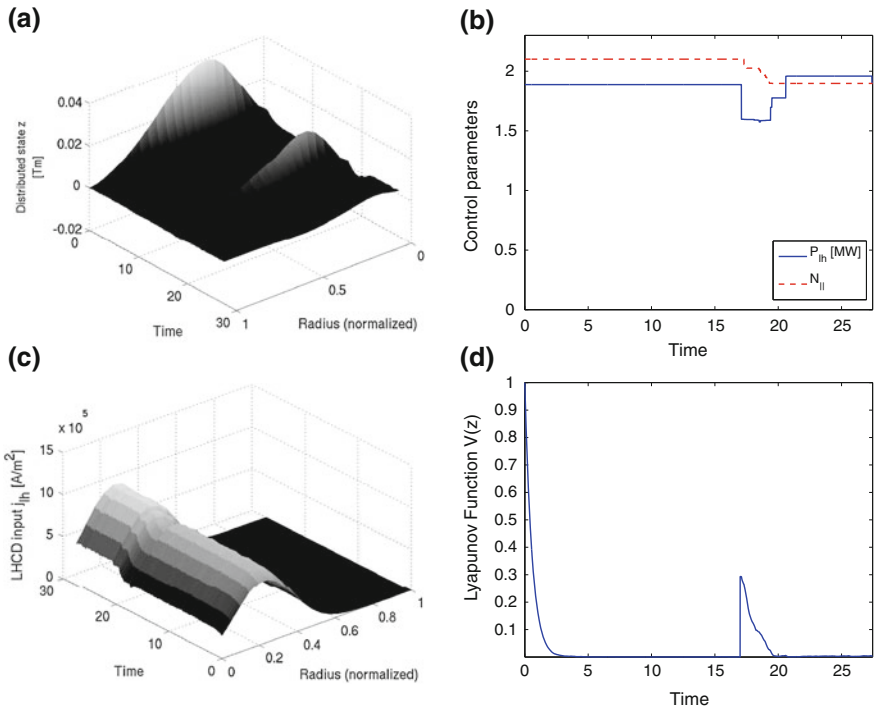 (a)
0.04
0.02
0
-0.02
Distributed state z
[Tm]
0
10
20
30
Time
1
0.5
0
Radius (normalized)
(b)
2
1.5
1
0.5
0
Control parameters
P_lh [MW]
N_||
0
5
10
15
20
25
Time
(c)
x 10^5
15
10
5
0
LHCD input j_lh [A/m²]
30
20
10
0
Time
0
0.2
0.4
0.6
0.8
1
Radius (normalized)
(d)
1
0.9
0.8
0.7
0.6
0.5
0.4
0.3
0.2
0.1
Lyapunov Function V(z)
0
5
10
15
20
25
Time